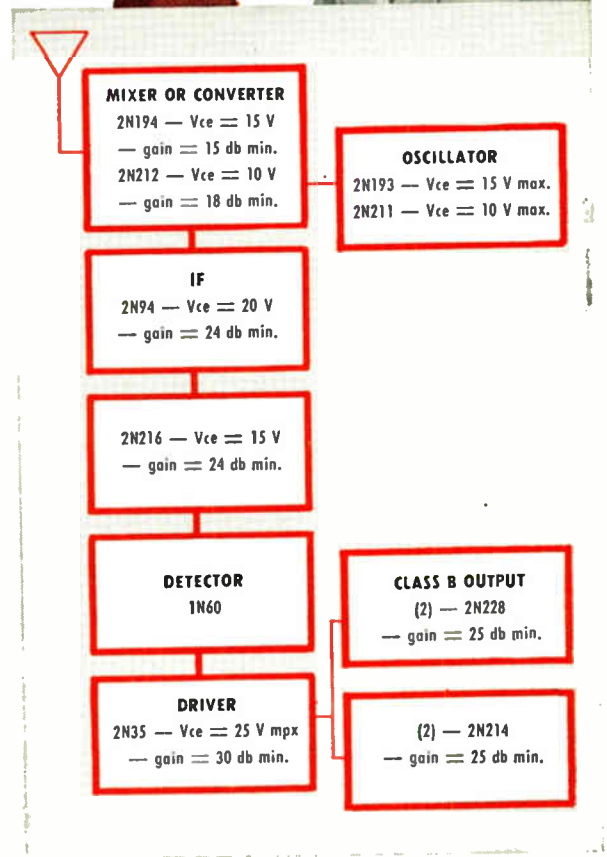 MIXER OR CONVERTER
2N194 — Vce = 15 V
— gain = 15 db min.
2N212 — Vce = 10 V
— gain = 18 db min.
OSCILLATOR
2N193 — Vce = 15 V max.
2N211 — Vce = 10 V max.
IF
2N94 — Vce = 20 V
— gain = 24 db min.
2N216 — Vce = 15 V
— gain = 24 db min.
DETECTOR
1N60
DRIVER
2N35 — Vce = 25 V mpx
— gain = 30 db min.
CLASS B OUTPUT
(2) — 2N228
— gain = 25 db min.
(2) — 2N214
— gain = 25 db min.